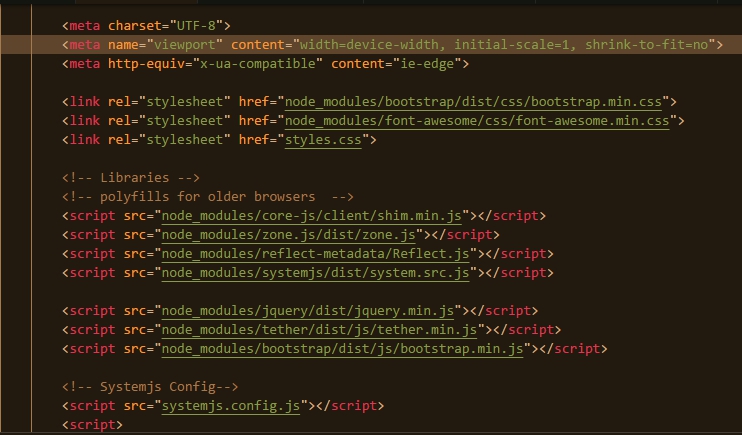 <meta charset="UTF-8">
<meta name="viewport" content="width=device-width, initial-scale=1, shrink-to-fit=no">
<meta http-equiv="x-ua-compatible" content="ie-edge">
<link rel="stylesheet" href="node_modules/bootstrap/dist/css/bootstrap.min.css">
<link rel="stylesheet" href="node_modules/font-awesome/css/font-awesome.min.css">
<link rel="stylesheet" href="styles.css">
<!-- Libraries -->
<!-- polyfills for older browsers  -->
<script src="node_modules/core-js/client/shim.min.js"></script>
<script src="node_modules/zone.js/dist/zone.js"></script>
<script src="node_modules/reflect-metadata/Reflect.js"></script>
<script src="node_modules/systemjs/dist/system.src.js"></script>
<script src="node_modules/jquery/dist/jquery.min.js"></script>
<script src="node_modules/tether/dist/js/tether.min.js"></script>
<script src="node_modules/bootstrap/dist/js/bootstrap.min.js"></script>
<!-- Systemjs Config-->
<script src="systemjs.config.js"></script>
<script>